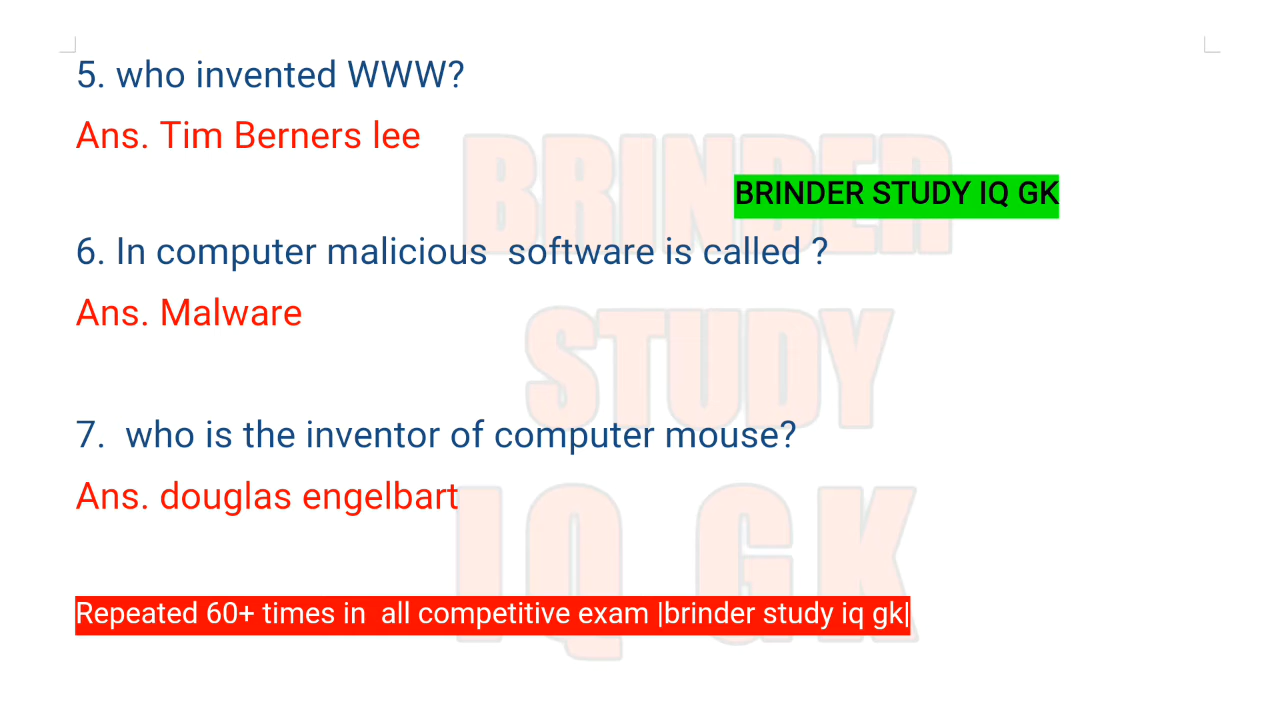 5. who invented WWW?
Ans. Tim Berners lee
BRINDER STUDY IQ GK
6. In computer malicious  software is called ?
Ans. Malware
7.  who is the inventor of computer mouse?
Ans. douglas engelbart
Repeated 60+ times in  all competitive exam |brinder study iq gk|
BRINDER
STUDY
IQ GK